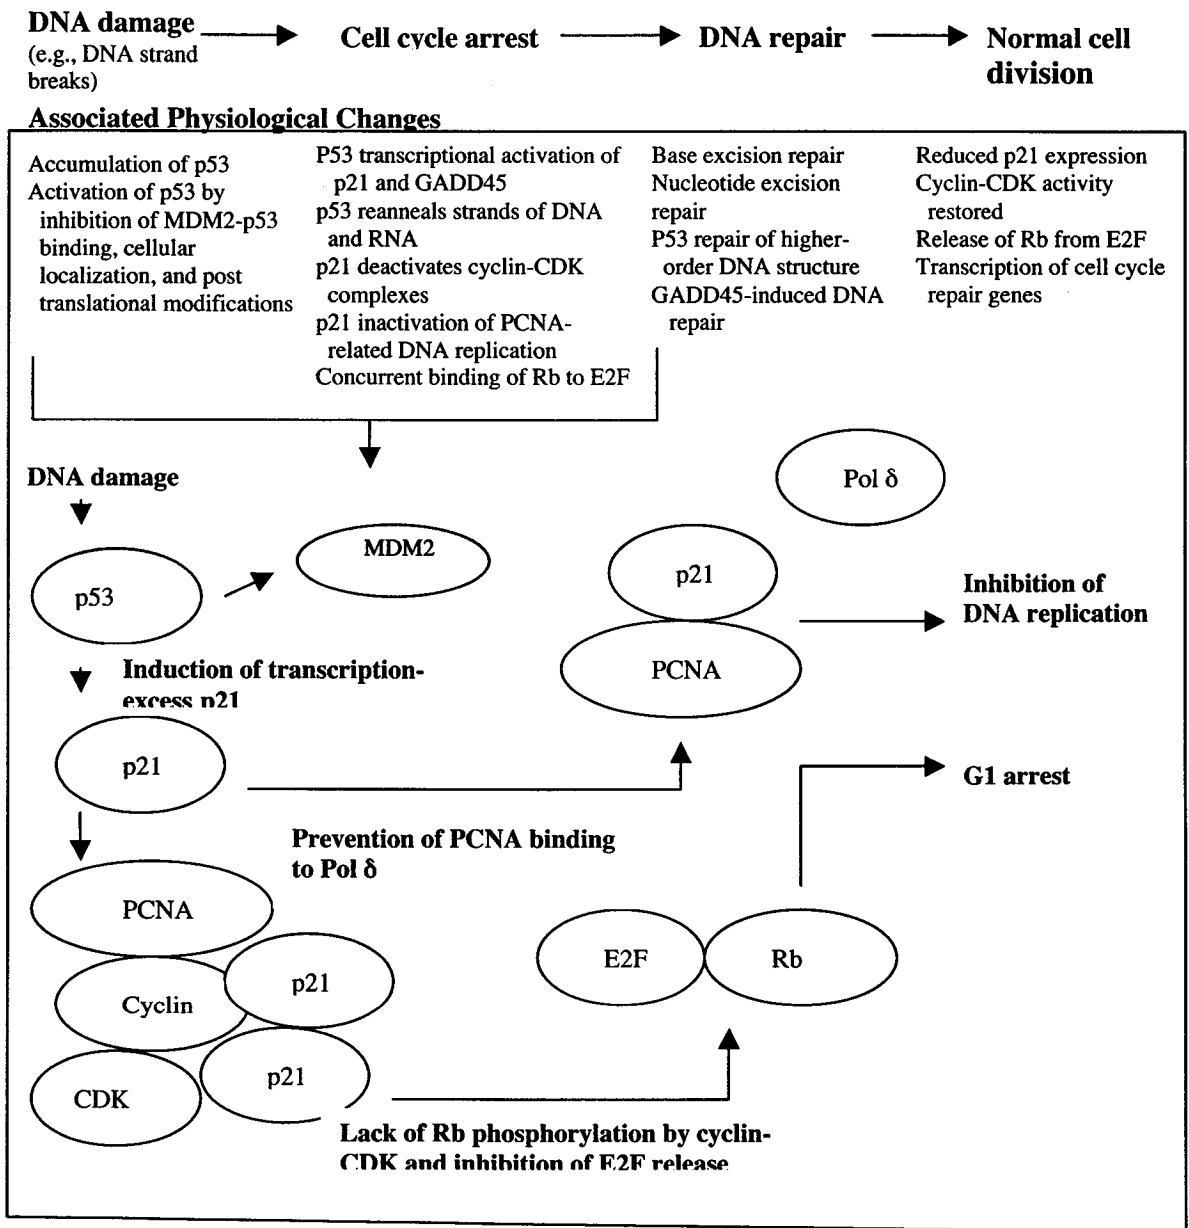 DNA damage
(e.g., DNA strand
breaks)
Cell cycle arrest
DNA repair
Normal cell
division
Associated Physiological Changes
Accumulation of p53
Activation of p53 by
inhibition of MDM2-p53
binding, cellular
localization, and post
translational modifications
P53 transcriptional activation of
p21 and GADD45
p53 reanneals strands of DNA
and RNA
p21 deactivates cyclin-CDK
complexes
p21 inactivation of PCNA-
related DNA replication
Concurrent binding of Rb to E2F
Base excision repair
Nucleotide excision
repair
P53 repair of higher-
order DNA structure
GADD45-induced DNA
repair
Reduced p21 expression
Cyclin-CDK activity
restored
Release of Rb from E2F
Transcription of cell cycle
repair genes
DNA damage
Pol δ
MDM2
p53
p21
PCNA
Inhibition of
DNA replication
Induction of transcription-
excess p21
p21
G1 arrest
Prevention of PCNA binding
to Pol δ
PCNA
Cyclin
p21
E2F
Rb
CDK
p21
Lack of Rb phosphorylation by cyclin-
CDK and inhibition of E2F release